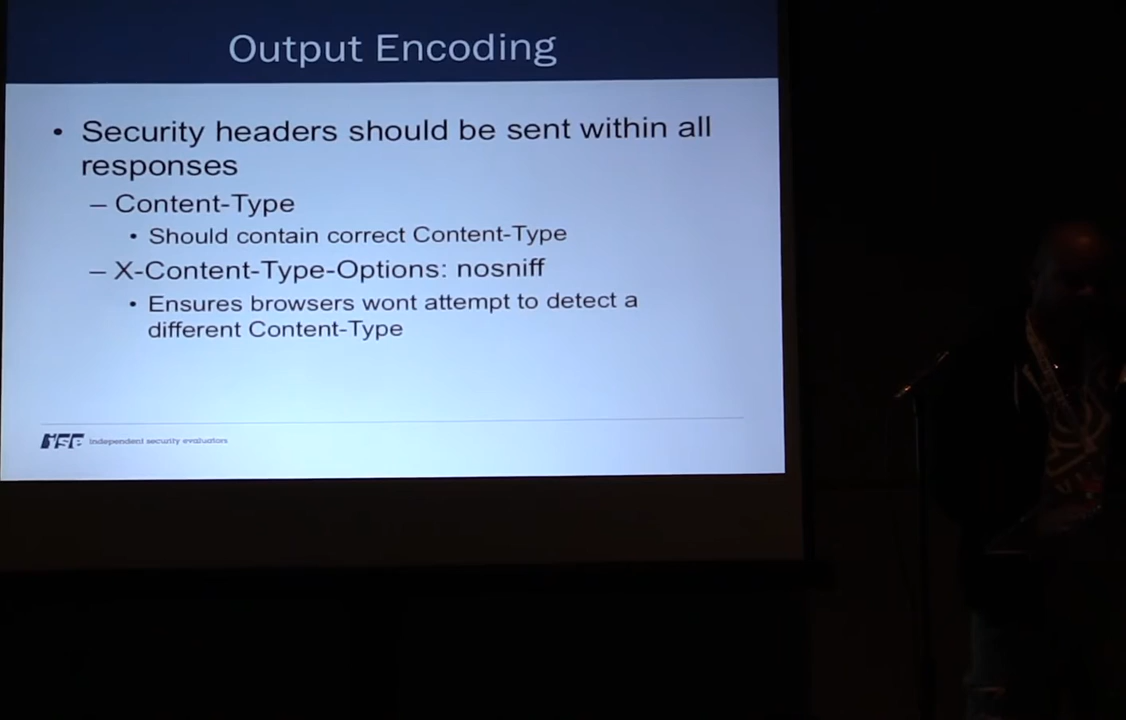 Output Encoding
• Security headers should be sent within all
responses
– Content-Type
• Should contain correct Content-Type
– X-Content-Type-Options: nosniff
• Ensures browsers wont attempt to detect a
different Content-Type
ise independent security evaluators